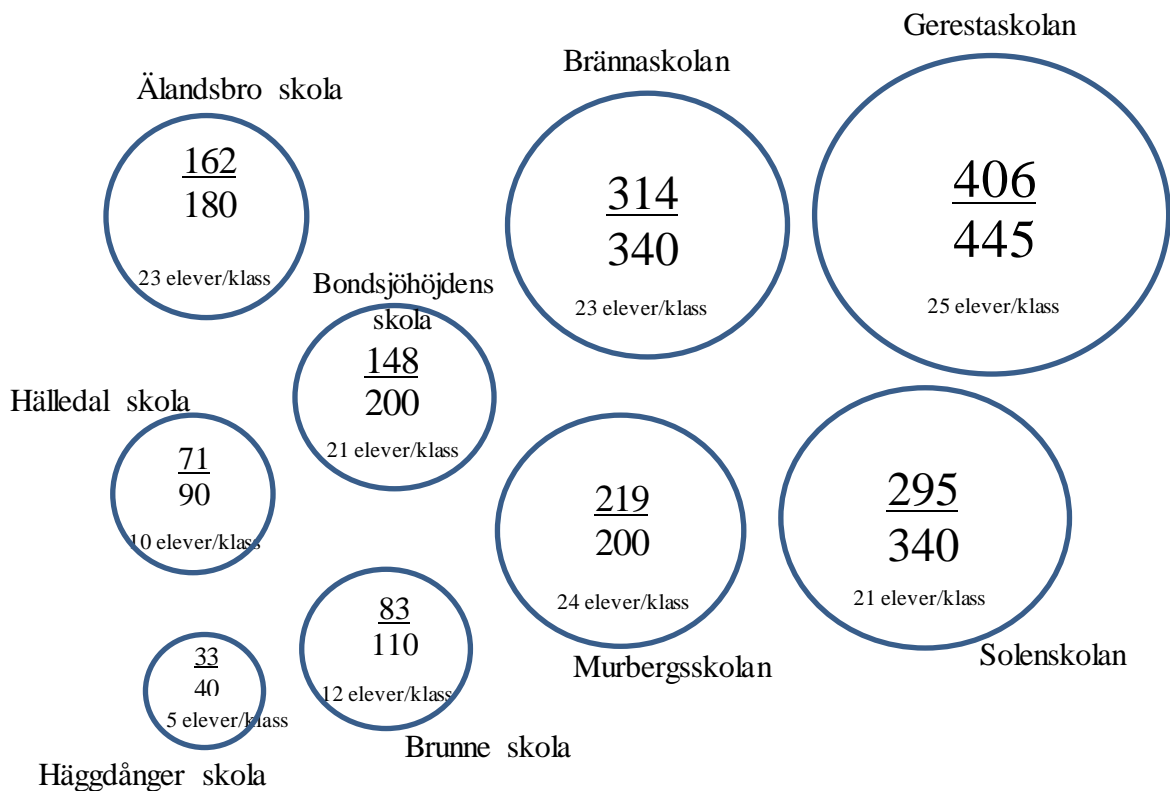 Gerestaskolan
406
445
25 elever/klass
Brännaskolan
314
340
23 elever/klass
Älandsbro skola
162
180
23 elever/klass
Bondsjöhöjdens
skola
148
200
21 elever/klass
Hälledal skola
71
90
10 elever/klass
219
200
24 elever/klass
Murbergsskolan
295
340
21 elever/klass
Solenskolan
83
110
12 elever/klass
Brunne skola
33
40
5 elever/klass
Häggdånger skola